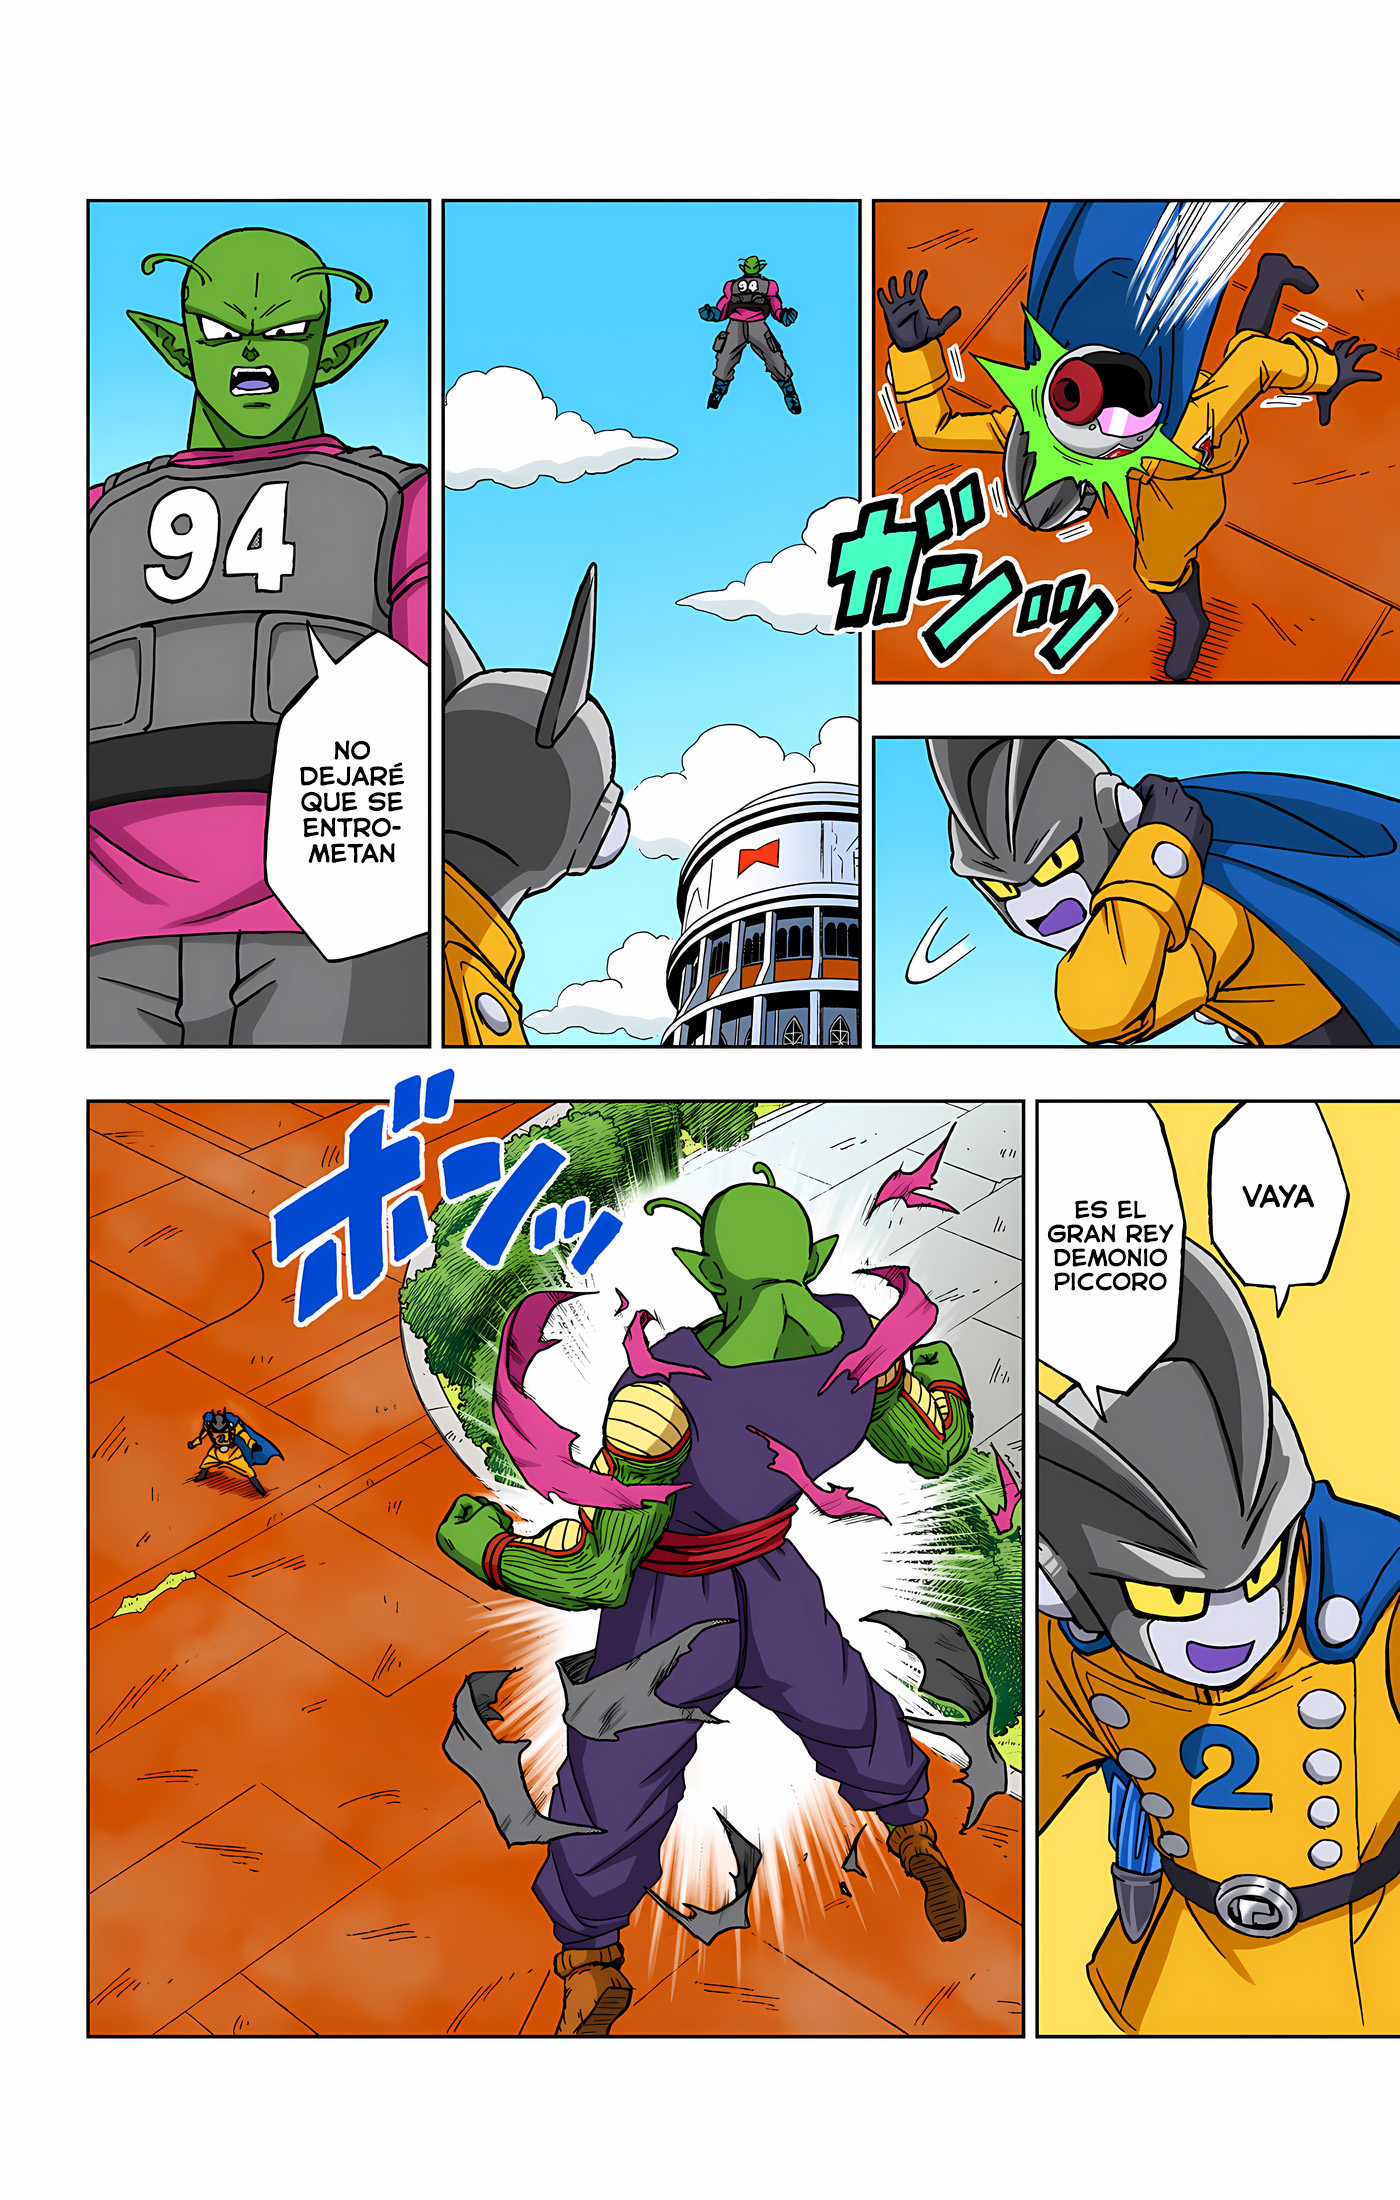 ガンッ
94
94
NO
DEJARÉ
QUE SE
ENTRO-
METAN
VAYA
ES EL
GRAN REY
DEMONIO
PICCORO
2
ボンッ
2